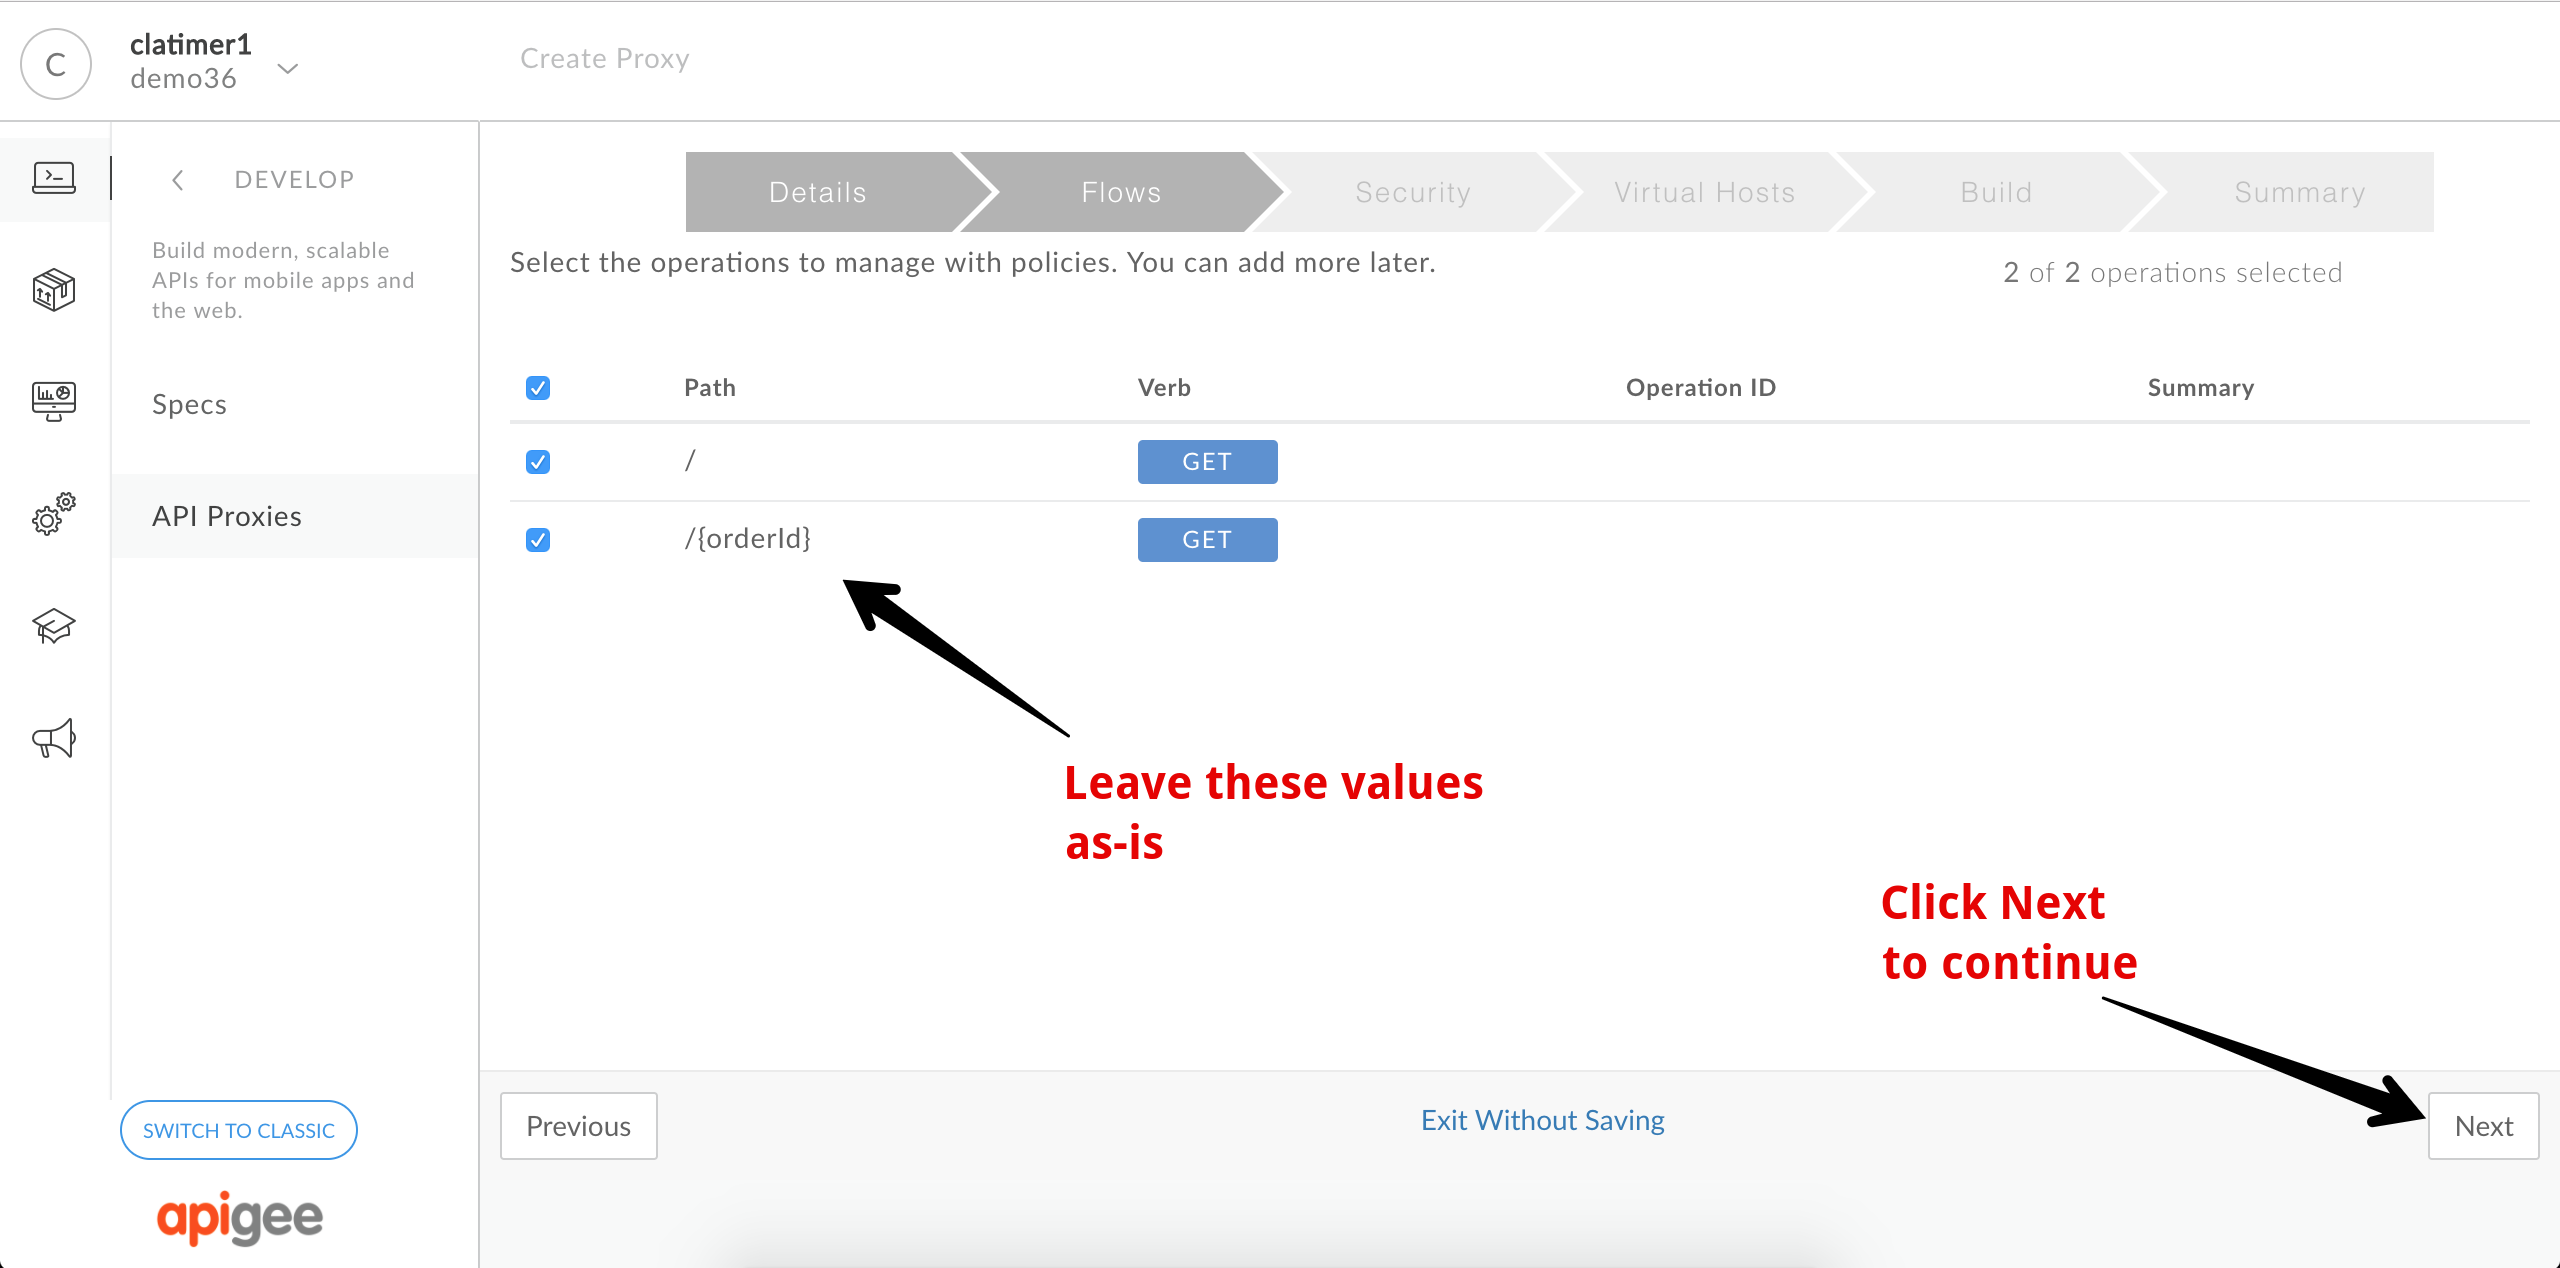 C
clatimer1
demo36
Create Proxy
DEVELOP
Build modern, scalable
APIs for mobile apps and
the web.
Specs
API Proxies
SWITCH TO CLASSIC
apigee
Details
Flows
Security
Virtual Hosts
Build
Summary
Select the operations to manage with policies. You can add more later.
2 of 2 operations selected
Path Verb Operation ID Summary
/ GET
/{orderId} GET
Leave these values
as-is
Click Next
to continue
Previous
Exit Without Saving
Next